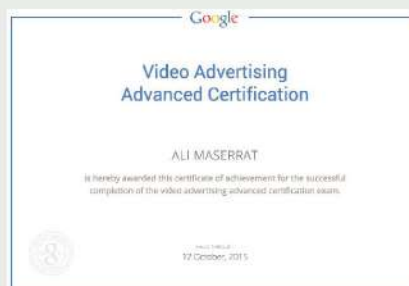 Google
Video Advertising
Advanced Certification
ALI MASERRAT
is hereby awarded this certificate of achievement for the successful
completion of the video advertising advanced certification exam.
12 October, 2015